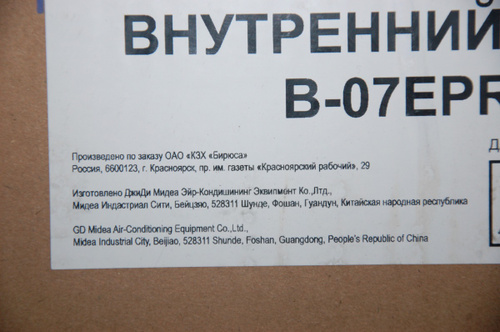 ВНУТРЕННИЙ
B-07EPR
Произведено по заказу ОАО «КЗХ «Бирюса»
Россия, 6600123, г. Красноярск, пр. им. газеты «Красноярский рабочий», 29
Изготовлено ДжиДи Мидеа Эйр-Кондишининг Эквипмент Ко.,Лтд.,
Мидеа Индастриал Сити, Бейцзяо, 528311 Шунде, Фошан, Гуандун, Китайская народная республика
GD Midea Air-Conditioning Equipment Co.,Ltd.,
Midea Industrial City, Beijiao, 528311 Shunde, Foshan, Guangdong, People's Republic of China